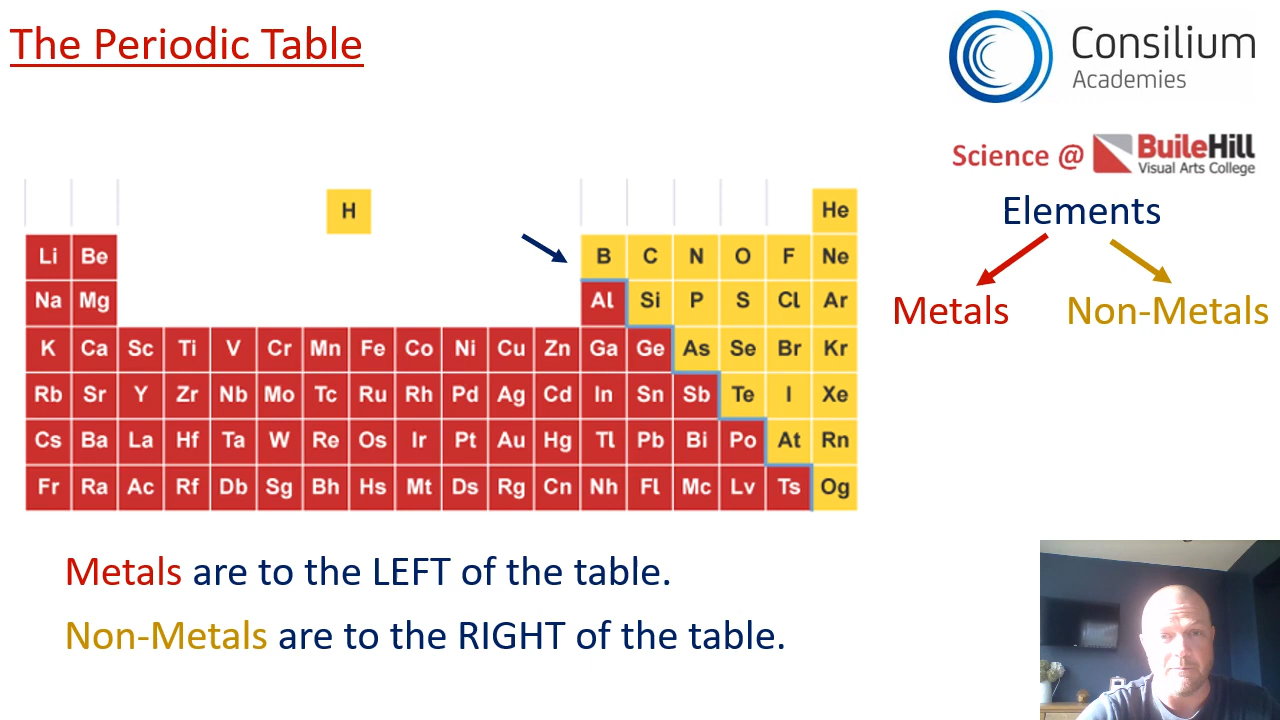 The Periodic Table
Consilium
Academies
Science @ BuileHill
Visual Arts College
Elements
Metals Non-Metals
H He
Li Be B C N O F Ne
Na Mg Al Si P S Cl Ar
K Ca Sc Ti V Cr Mn Fe Co Ni Cu Zn Ga Ge As Se Br Kr
Rb Sr Y Zr Nb Mo Tc Ru Rh Pd Ag Cd In Sn Sb Te I Xe
Cs Ba La Hf Ta W Re Os Ir Pt Au Hg Tl Pb Bi Po At Rn
Fr Ra Ac Rf Db Sg Bh Hs Mt Ds Rg Cn Nh Fl Mc Lv Ts Og
Metals are to the LEFT of the table.
Non-Metals are to the RIGHT of the table.